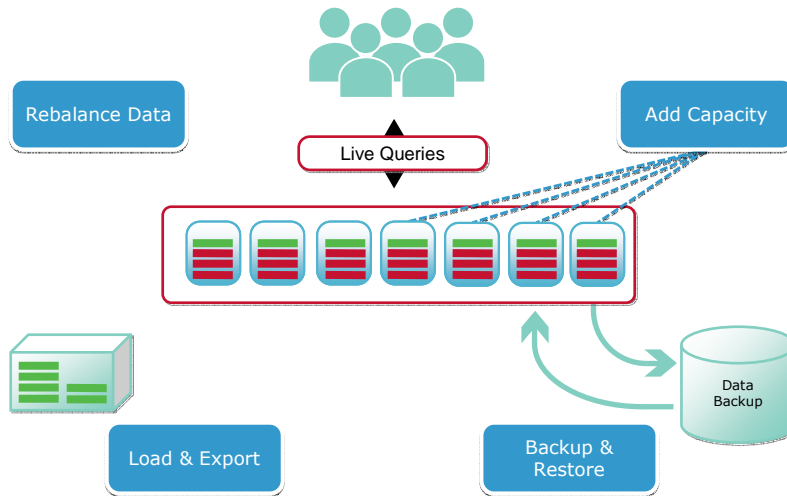 Rebalance Data
Add Capacity
Live Queries
Data
Backup
Load & Export
Backup &
Restore